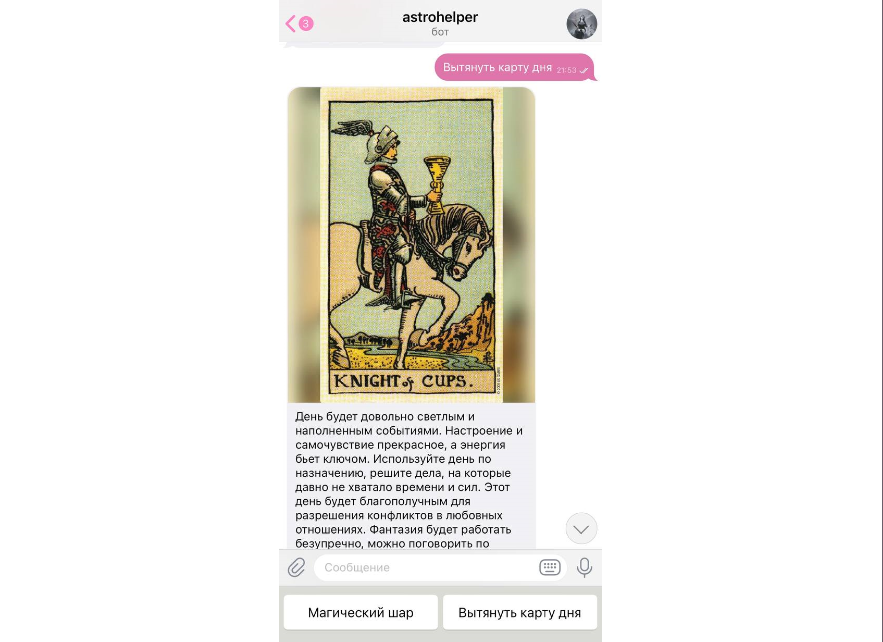 3
astrohelper
бот
Вытянуть карту дня 21:53
KNIGHT of CUPS.
День будет довольно светлым и
наполненным событиями. Настроение и
самочувствие прекрасное, а энергия
бьет ключом. Используйте день по
назначению, решите дела, на которые
давно не хватало времени и сил. Этот
день будет благополучным для
разрешения конфликтов в любовных
отношениях. Фантазия будет работать
безупречно, можно поговорить по
Сообщение
Магический шар
Вытянуть карту дня